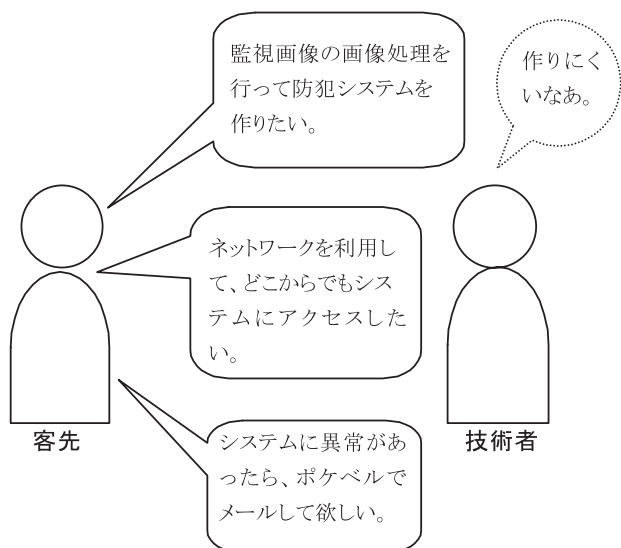 監視画像の画像処理を
行って防犯システムを
作りたい。
作りにく
いなあ。
ネットワークを利用し
て、どこからでもシス
テムにアクセスした
い。
システムに異常があ
ったら、ポケベルで
メールして欲しい。
客先
技術者